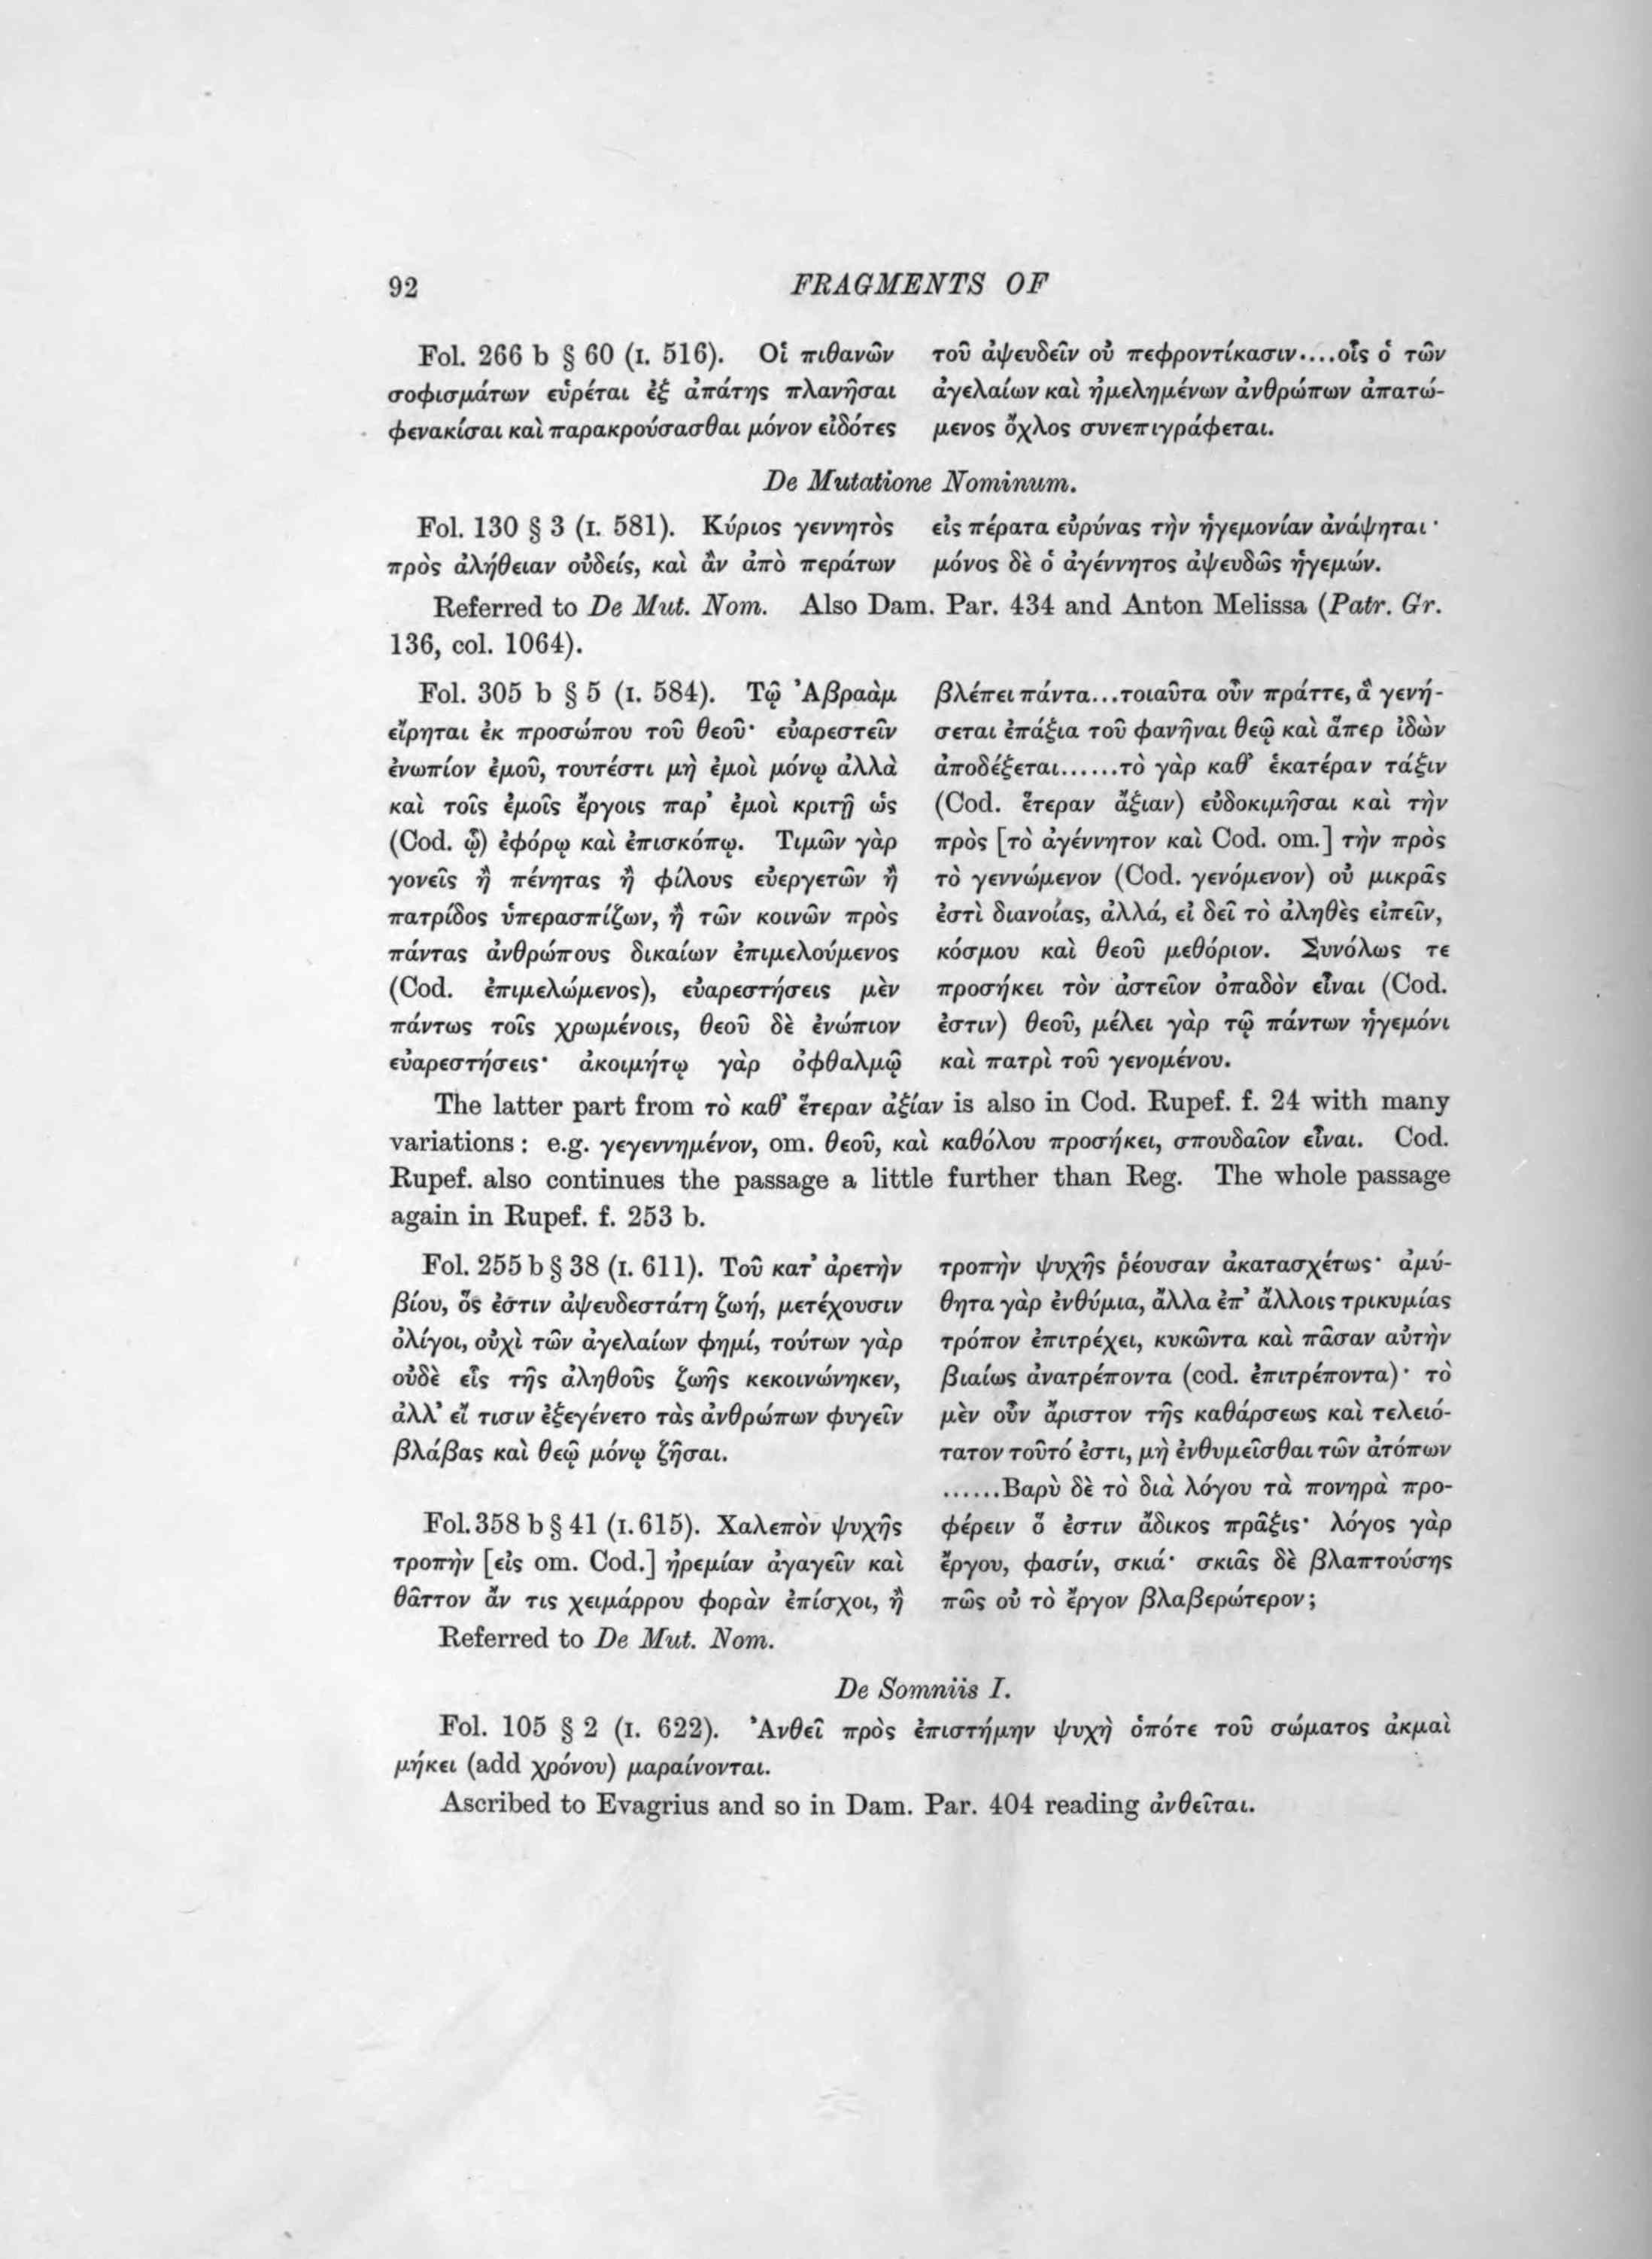 92
FRAGMENTS OF
Fol. 266 b § 60 (I. 516). Οἱ πιθανῶν
σοφισμάτων εὑρέται ἐξ ἀπάτης πλανῆσαι
φενακίσαι καὶ παρακρούσασθαι μόνον εἰδότες
τοῦ ἀψευδεῖν οὐ πεφροντίκασιν....οἷς ὁ τῶν
ἀγελαίων καὶ ἠμελημένων ἀνθρώπων ἀπατώ-
μενος ὄχλος συνεπιγράφεται.
De Mutatione Nominum.
Fol. 130 § 3 (I. 581). Κύριος γεννητὸς
πρὸς ἀλήθειαν οὐδείς, καὶ ἂν ἀπὸ περάτων
εἰς πέρατα εὐρύνας τὴν ἡγεμονίαν ἀνάψηται·
μόνος δὲ ὁ ἀγέννητος ἀψευδῶς ἡγεμών.
Referred to De Mut. Nom. Also Dam. Par. 434 and Anton Melissa (Patr. Gr.
136, col. 1064).
Fol. 305 b § 5 (I. 584). Τῷ Ἀβραὰμ
εἴρηται ἐκ προσώπου τοῦ θεοῦ· εὐαρεστεῖν
ἐνωπίον ἐμοῦ, τουτέστι μὴ ἐμοὶ μόνῳ ἀλλὰ
καὶ τοῖς ἐμοῖς ἔργοις παρ’ ἐμοὶ κριτῇ ὡς
(Cod. ᾧ) ἐφόρῳ καὶ ἐπισκόπῳ. Τιμῶν γὰρ
γονεῖς ἢ πένητας ἢ φίλους εὐεργετῶν ἢ
πατρίδος ὑπερασπίζων, ἢ τῶν κοινῶν πρὸς
πάντας ἀνθρώπους δικαίων ἐπιμελούμενος
(Cod. ἐπιμελώμενος), εὐαρεστήσεις μὲν
πάντως τοῖς χρωμένοις, θεοῦ δὲ ἐνώπιον
εὐαρεστήσεις· ἀκοιμήτῳ γὰρ ὀφθαλμῷ
βλέπει πάντα...τοιαῦτα οὖν πράττε, ἃ γενή-
σεται ἐπάξια τοῦ φανῆναι θεῷ καὶ ἅπερ ἰδὼν
ἀποδέξεται......τὸ γὰρ καθ’ ἑκατέραν τάξιν
(Cod. ἕτεραν ἄξιαν) εὐδοκιμῆσαι καὶ τὴν
πρὸς [τὸ ἀγέννητον καὶ Cod. om.] τὴν πρὸς
τὸ γεννώμενον (Cod. γενόμενον) οὐ μικρᾶς
ἐστὶ διανοίας, ἀλλά, εἰ δεῖ τὸ ἀληθὲς εἰπεῖν,
κόσμου καὶ θεοῦ μεθόριον. Συνόλως τε
προσήκει τὸν ἀστεῖον ὀπαδὸν εἶναι (Cod.
ἐστιν) θεοῦ, μέλει γὰρ τῷ πάντων ἡγεμόνι
καὶ πατρὶ τοῦ γενομένου.
The latter part from τὸ καθ’ ἕτεραν ἀξίαν is also in Cod. Rupef. f. 24 with many
variations: e.g. γεγεννημένον, om. θεοῦ, καὶ καθόλου προσήκει, σπουδαῖον εἶναι. Cod.
Rupef. also continues the passage a little further than Reg. The whole passage
again in Rupef. f. 253 b.
Fol. 255 b § 38 (I. 611). Τοῦ κατ’ ἀρετὴν
βίου, ὅς ἐστιν ἀψευδεστάτη ζωή, μετέχουσιν
ὀλίγοι, οὐχὶ τῶν ἀγελαίων φημί, τούτων γὰρ
οὐδὲ εἷς τῆς ἀληθοῦς ζωῆς κεκοινώνηκεν,
ἀλλ’ εἴ τισιν ἐξεγένετο τὰς ἀνθρώπων φυγεῖν
βλάβας καὶ θεῷ μόνῳ ζῆσαι.
Fol. 358 b § 41 (I. 615). Χαλεπὸν ψυχῆς
τροπὴν [εἰς om. Cod.] ἠρεμίαν ἀγαγεῖν καὶ
θᾶττον ἄν τις χειμάρρου φορὰν ἐπίσχοι, ἢ
τροπὴν ψυχῆς ῥέουσαν ἀκατασχέτως· ἀμύ-
θητα γὰρ ἐνθύμια, ἄλλα ἐπ’ ἄλλοις τρικυμίας
τρόπον ἐπιτρέχει, κυκῶντα καὶ πᾶσαν αὐτὴν
βιαίως ἀνατρέποντα (cod. ἐπιτρέποντα)· τὸ
μὲν οὖν ἄριστον τῆς καθάρσεως καὶ τελειό-
τατον τοῦτό ἐστι, μὴ ἐνθυμεῖσθαι τῶν ἀτόπων
......Βαρὺ δὲ τὸ διὰ λόγου τὰ πονηρὰ προ-
φέρειν ὅ ἐστιν ἄδικος πρᾶξις· λόγος γὰρ
ἔργου, φασίν, σκιά· σκιᾶς δὲ βλαπτούσης
πῶς οὐ τὸ ἔργον βλαβερώτερον;
Referred to De Mut. Nom.
De Somniis I.
Fol. 105 § 2 (I. 622). Ἀνθεῖ πρὸς ἐπιστήμην ψυχὴ ὁπότε τοῦ σώματος ἀκμαὶ
μήκει (add χρόνου) μαραίνονται.
Ascribed to Evagrius and so in Dam. Par. 404 reading ἀνθεῖται.